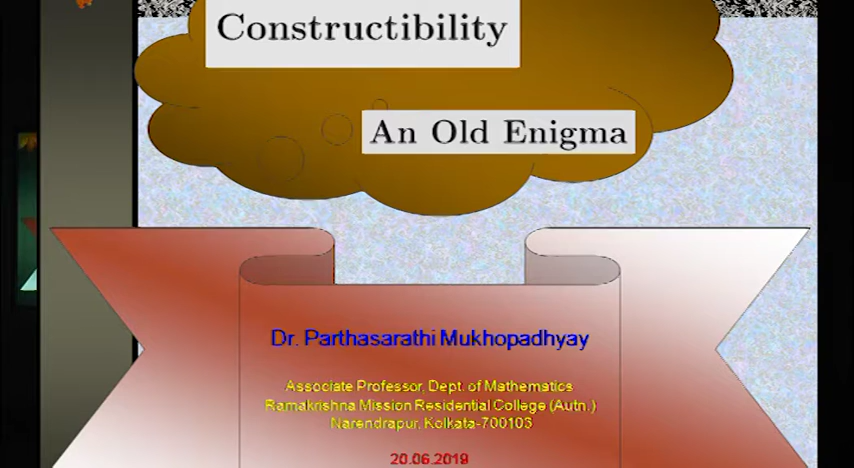 Constructibility
An Old Enigma
Dr. Parthasarathi Mukhopadhyay
Associate Professor, Dept. of Mathematics
Ramakrishna Mission Residential College (Autn.)
Narendrapur, Kolkata-700103
20.06.2019